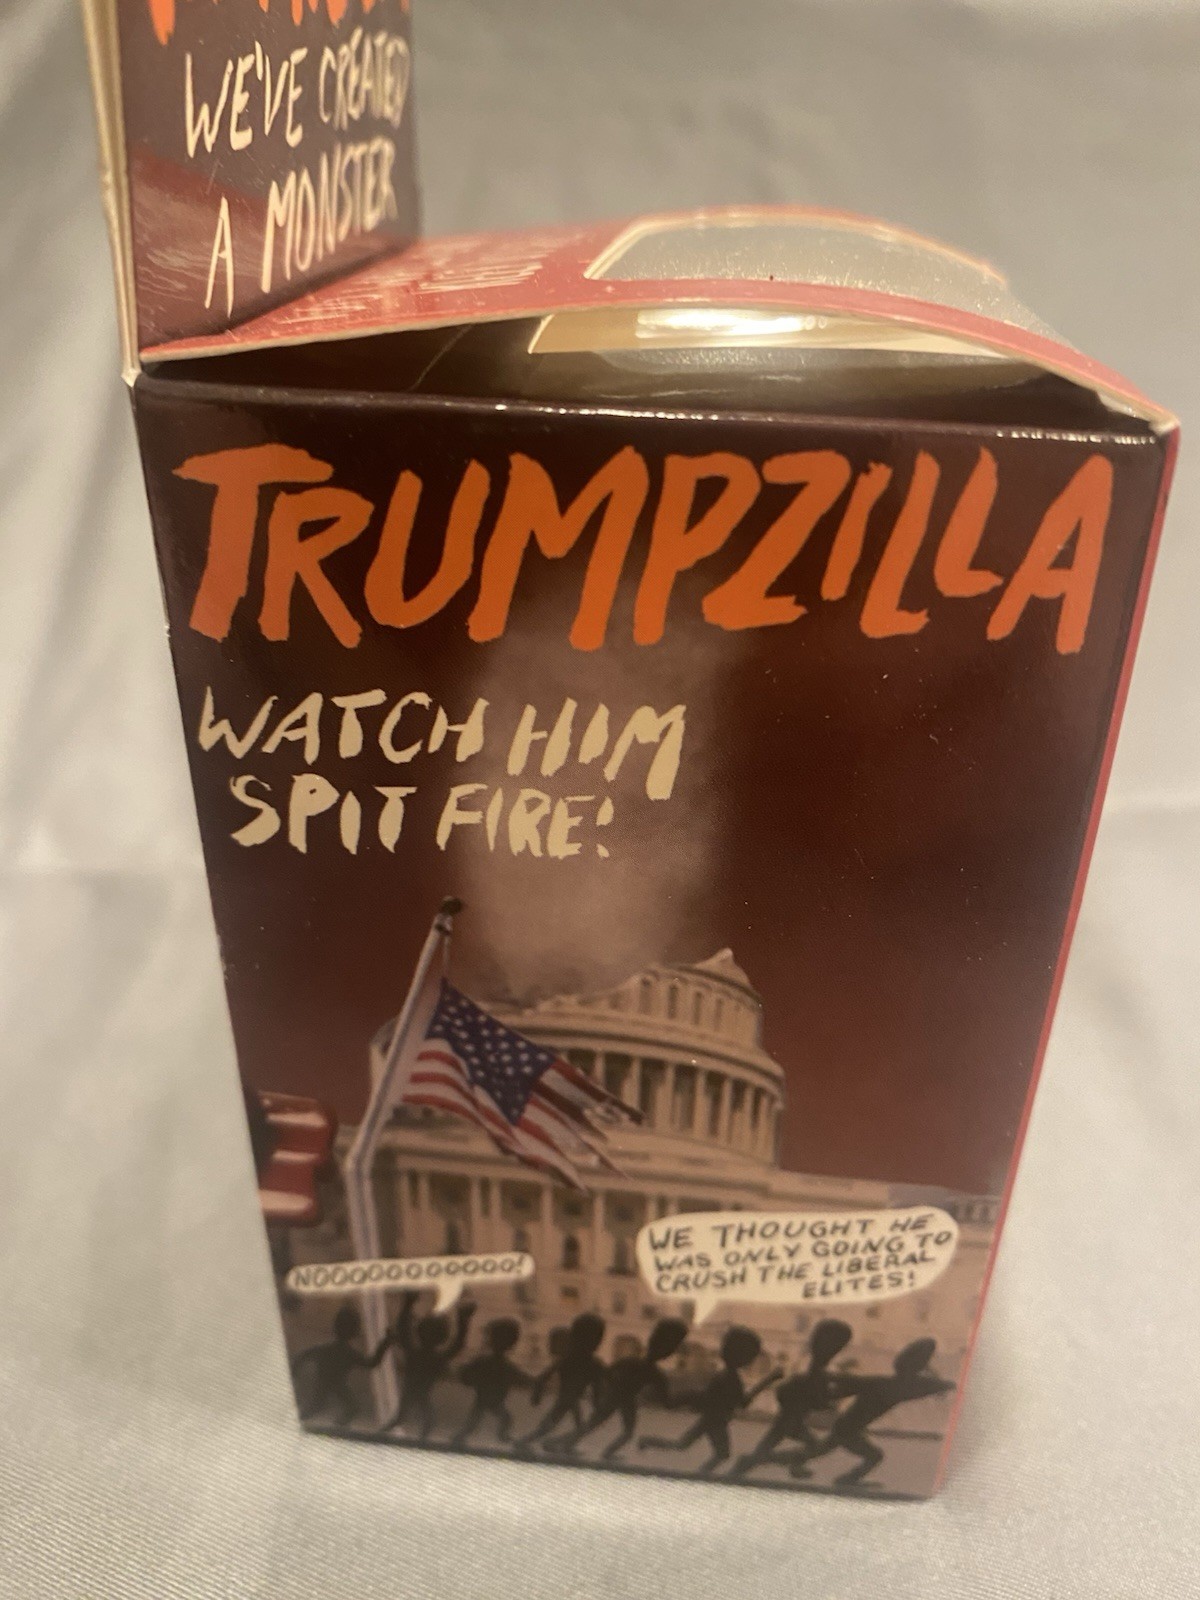 WE'VE CREATED
A MONSTER
TRUMPZILLA
WATCH HIM
SPIT FIRE!
NOOOOOOOOOOO!
WE THOUGHT HE
WAS ONLY GOING TO
CRUSH THE LIBERAL
ELITES!